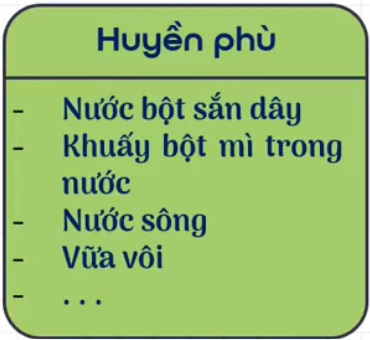 Huyền phù
- Nước bột sắn dây
- Khuấy bột mì trong
nước
- Nước sông
- Vữa vôi
- . . .